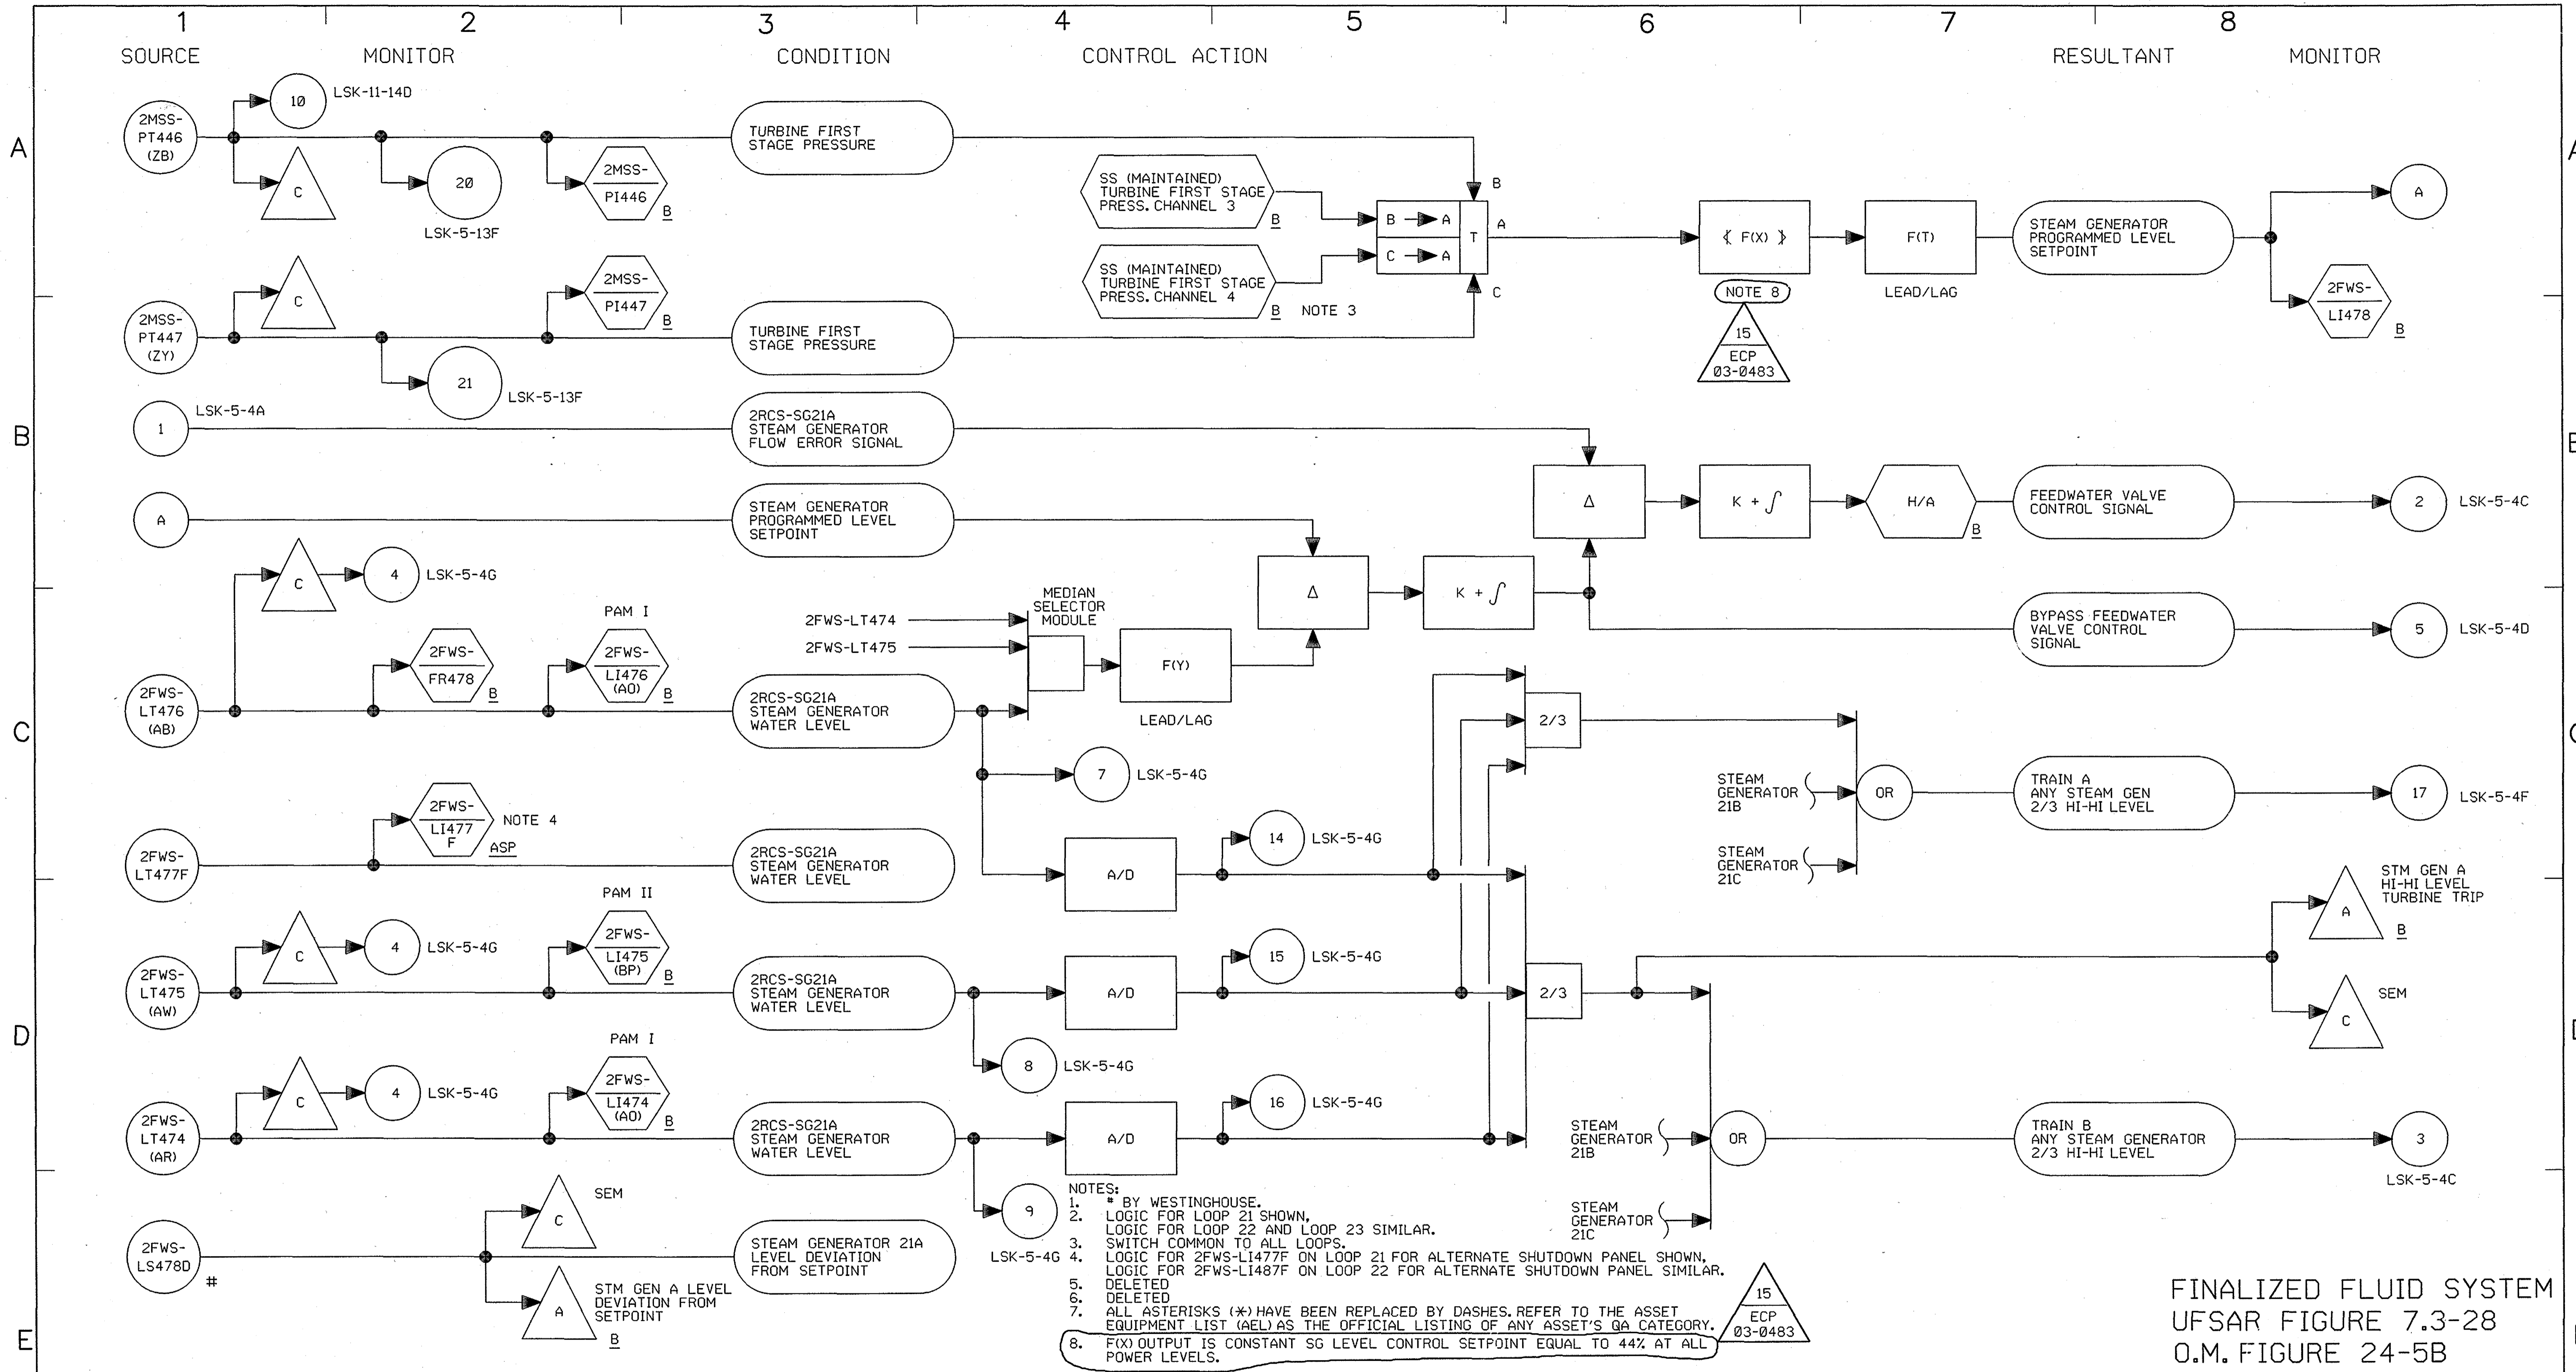 1 2 3 4 5 6 7 8
SOURCE MONITOR CONDITION CONTROL ACTION RESULTANT MONITOR
A
2MSS-
PT446
(ZB)
10
LSK-11-14D
C
20
LSK-5-13F
2MSS-
PI446
B
TURBINE FIRST
STAGE PRESSURE
SS (MAINTAINED)
TURBINE FIRST STAGE
PRESS. CHANNEL 3
B
SS (MAINTAINED)
TURBINE FIRST STAGE
PRESS. CHANNEL 4
B NOTE 3
B
B A
C A
T
A
C
F(X)
NOTE 8
15
ECP
03-0483
F(T)
LEAD/LAG
STEAM GENERATOR
PROGRAMMED LEVEL
SETPOINT
A
2FWS-
LI478
B
2MSS-
PT447
(ZY)
C
21
LSK-5-13F
2MSS-
PI447
B
TURBINE FIRST
STAGE PRESSURE
B
1
LSK-5-4A
2RCS-SG21A
STEAM GENERATOR
FLOW ERROR SIGNAL
Δ
K + ∫
H/A
B
FEEDWATER VALVE
CONTROL SIGNAL
2
LSK-5-4C
A
STEAM GENERATOR
PROGRAMMED LEVEL
SETPOINT
Δ
K + ∫
BYPASS FEEDWATER
VALVE CONTROL
SIGNAL
5
LSK-5-4D
C
4
LSK-5-4G
2FWS-
FR478
B
PAM I
2FWS-
LI476
(AO)
B
2FWS-LT474
2FWS-LT475
MEDIAN
SELECTOR
MODULE
F(Y)
LEAD/LAG
C
2FWS-
LT476
(AB)
2RCS-SG21A
STEAM GENERATOR
WATER LEVEL
7
LSK-5-4G
2/3
STEAM
GENERATOR
21B
STEAM
GENERATOR
21C
OR
TRAIN A
ANY STEAM GEN
2/3 HI-HI LEVEL
17
LSK-5-4F
2FWS-
LT477F
2FWS-
LI477
F
NOTE 4
ASP
2RCS-SG21A
STEAM GENERATOR
WATER LEVEL
A/D
14
LSK-5-4G
STM GEN A
HI-HI LEVEL
TURBINE TRIP
A
B
SEM
C
2FWS-
LT475
(AW)
C
4
LSK-5-4G
PAM II
2FWS-
LI475
(BP)
B
2RCS-SG21A
STEAM GENERATOR
WATER LEVEL
8
LSK-5-4G
A/D
15
LSK-5-4G
2/3
D
2FWS-
LT474
(AR)
C
4
LSK-5-4G
PAM I
2FWS-
LI474
(AO)
B
2RCS-SG21A
STEAM GENERATOR
WATER LEVEL
9
LSK-5-4G
A/D
16
LSK-5-4G
STEAM
GENERATOR
21B
STEAM
GENERATOR
21C
OR
TRAIN B
ANY STEAM GENERATOR
2/3 HI-HI LEVEL
3
LSK-5-4C
2FWS-
LS478D
#
SEM
C
A
STM GEN A LEVEL
DEVIATION FROM
SETPOINT
B
STEAM GENERATOR 21A
LEVEL DEVIATION
FROM SETPOINT
E
NOTES:
1. # BY WESTINGHOUSE.
2. LOGIC FOR LOOP 21 SHOWN,
LOGIC FOR LOOP 22 AND LOOP 23 SIMILAR.
3. SWITCH COMMON TO ALL LOOPS.
4. LOGIC FOR 2FWS-LI477F ON LOOP 21 FOR ALTERNATE SHUTDOWN PANEL SHOWN,
LOGIC FOR 2FWS-LI487F ON LOOP 22 FOR ALTERNATE SHUTDOWN PANEL SIMILAR.
5. DELETED
6. DELETED
7. ALL ASTERISKS (*) HAVE BEEN REPLACED BY DASHES. REFER TO THE ASSET
EQUIPMENT LIST (AEL) AS THE OFFICIAL LISTING OF ANY ASSET'S QA CATEGORY.
8. F(X) OUTPUT IS CONSTANT SG LEVEL CONTROL SETPOINT EQUAL TO 44% AT ALL
POWER LEVELS.
15
ECP
03-0483
FINALIZED FLUID SYSTEM
UFSAR FIGURE 7.3-28
O.M. FIGURE 24-5B